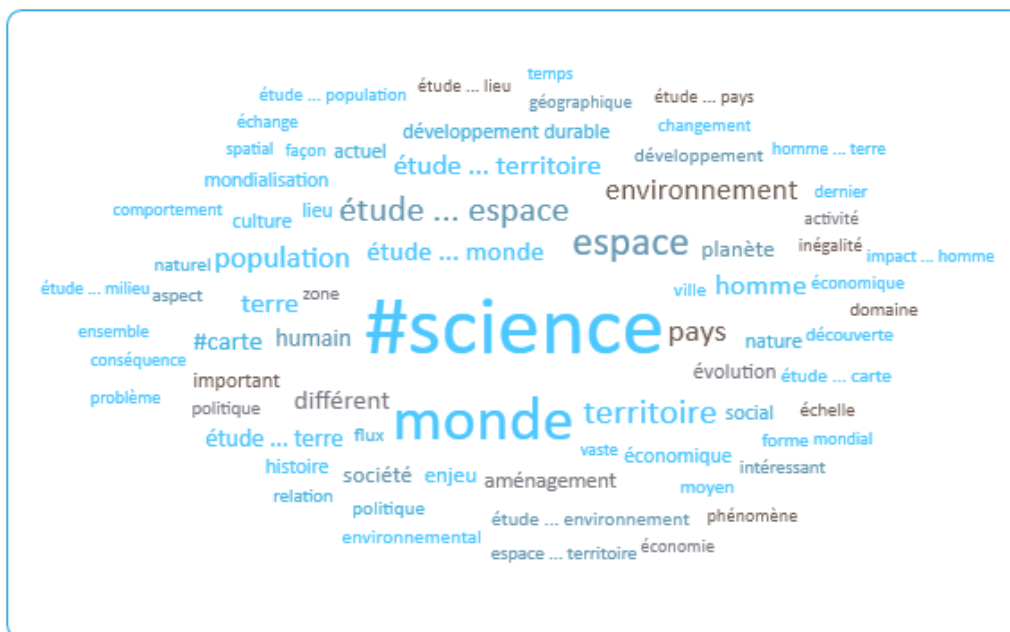 temps
étude ... lieu
étude ... population
géographique
étude ... pays
échange
développement durable
changement
spatial
façon
actuel
étude ... territoire
développement
homme ... terre
mondialisation
environnement
dernier
comportement
culture
lieu
étude ... espace
activité
naturel
population
étude ... monde
espace
planète
inégalité
impact ... homme
étude ... milieu
aspect
terre
zone
ville
homme
économique
domaine
ensemble
#carte
humain
#science
pays
nature
découverte
conséquence
important
évolution
étude ... carte
problème
politique
différent
monde
territoire
social
échelle
étude ... terre
flux
vaste
économique
forme
mondial
histoire
société
enjeu
aménagement
intéressant
relation
moyen
politique
étude ... environnement
phénomène
environnemental
espace ... territoire
économie